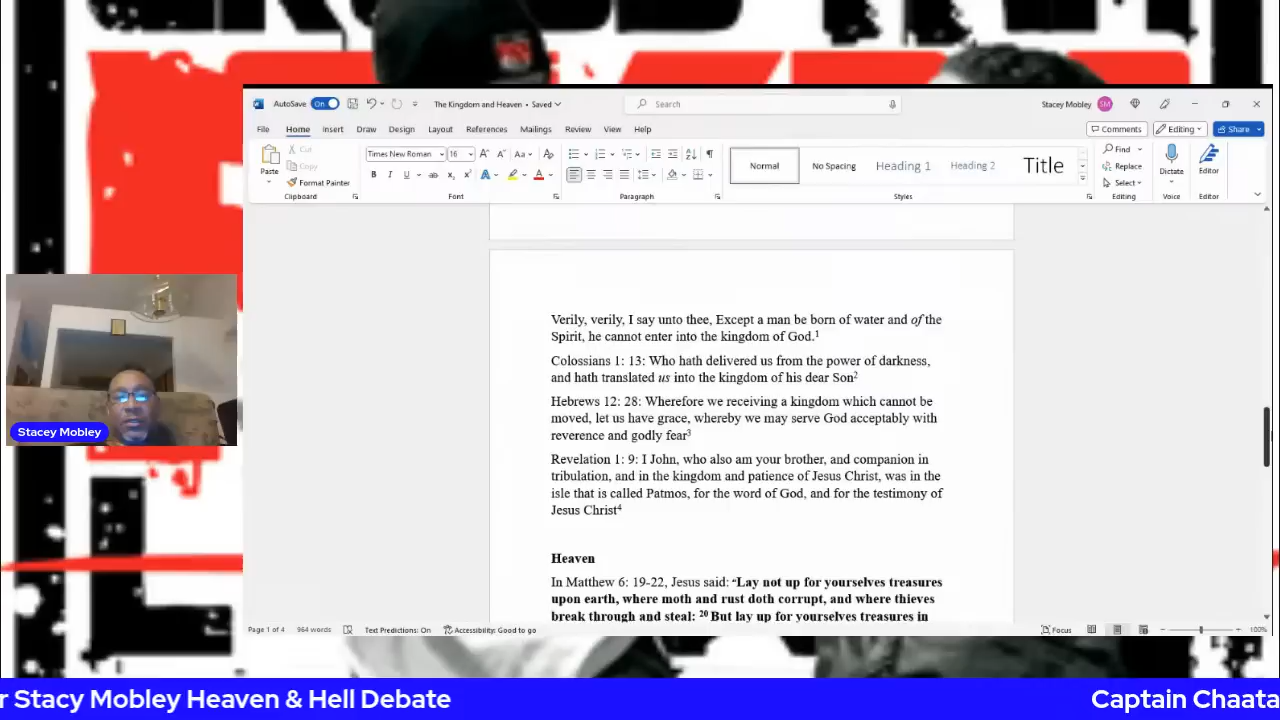 AutoSave On The Kingdom and Heaven • Saved Search Stacey Mobley SM
File Home Insert Draw Design Layout References Mailings Review View Help Comments Editing Share
Paste Cut Copy Format Painter
Times New Roman 16
Normal No Spacing Heading 1 Heading 2 Title
Find Replace Select Dictate Editor
Clipboard Font Paragraph Styles Editing Voice Editor
Verily, verily, I say unto thee, Except a man be born of water and of the
Spirit, he cannot enter into the kingdom of God.1
Colossians 1: 13: Who hath delivered us from the power of darkness,
and hath translated us into the kingdom of his dear Son2
Hebrews 12: 28: Wherefore we receiving a kingdom which cannot be
moved, let us have grace, whereby we may serve God acceptably with
reverence and godly fear3
Revelation 1: 9: I John, who also am your brother, and companion in
tribulation, and in the kingdom and patience of Jesus Christ, was in the
isle that is called Patmos, for the word of God, and for the testimony of
Jesus Christ4
Heaven
In Matthew 6: 19-22, Jesus said: “Lay not up for yourselves treasures
upon earth, where moth and rust doth corrupt, and where thieves
break through and steal: 20 But lay up for yourselves treasures in
Page 1 of 4 964 words Text Predictions: On Accessibility: Good to go Focus 100%
Stacey Mobley
r Stacy Mobley Heaven & Hell Debate Captain Chaata